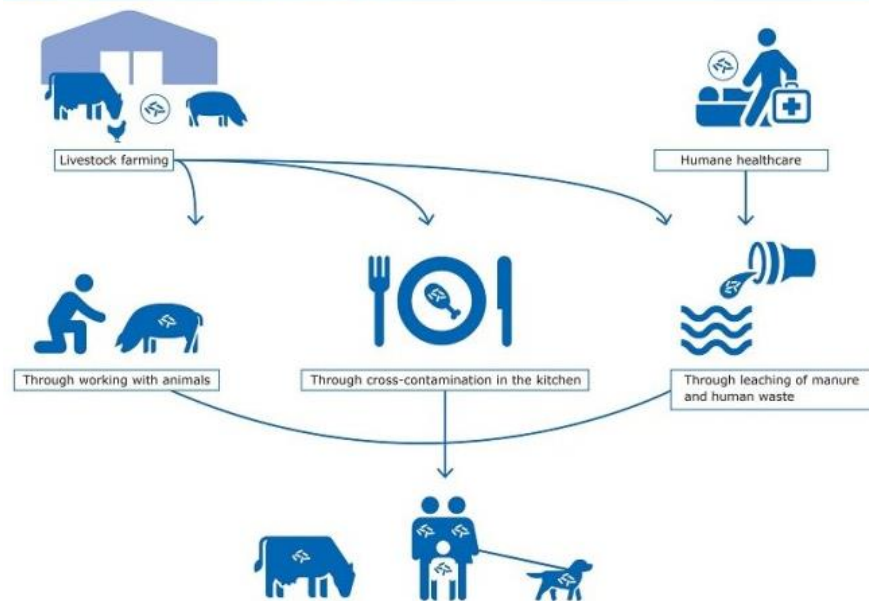 Livestock farming
Humane healthcare
Through working with animals
Through cross-contamination in the kitchen
Through leaching of manure
and human waste